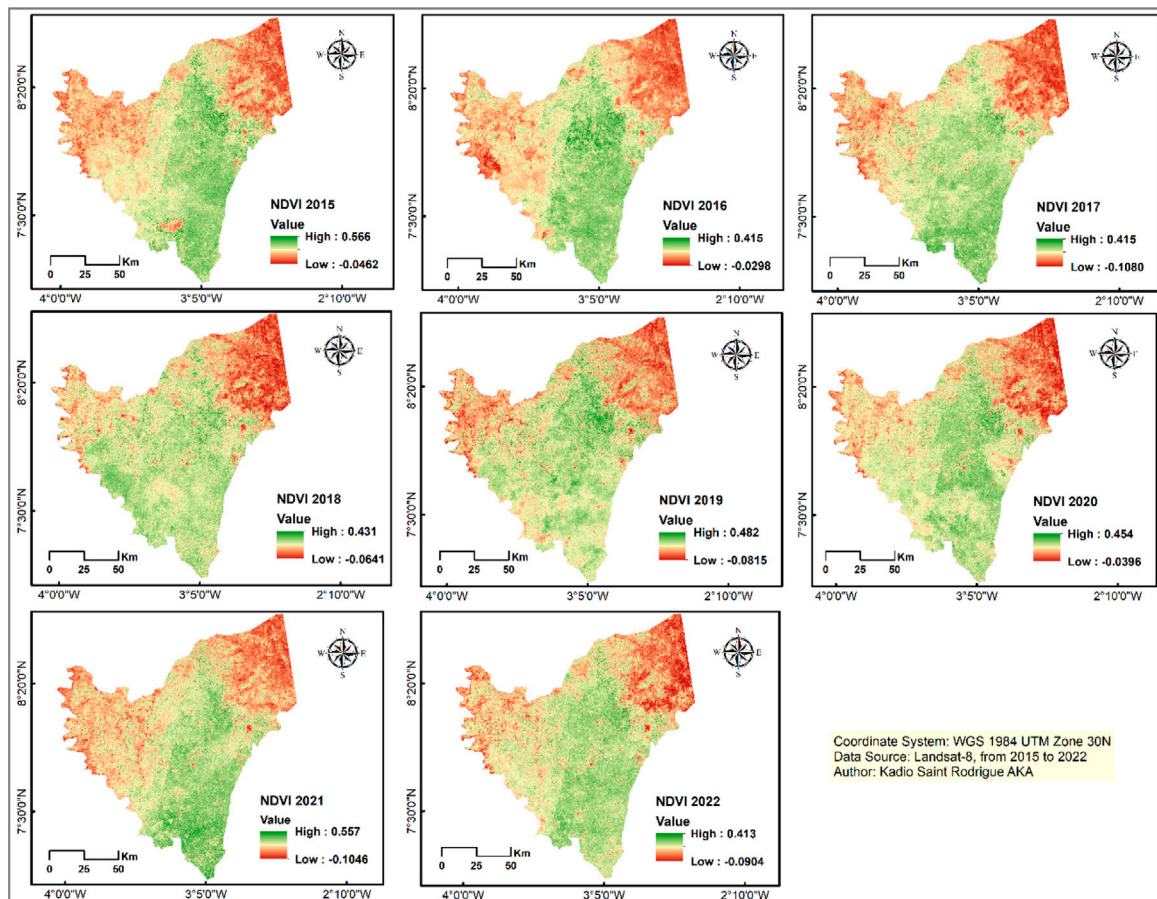 N
W E
S
8°20'0"N
7°30'0"N
NDVI 2015
Value
High : 0.566
Low : -0.0462
Km
0 25 50
4°0'0"W 3°5'0"W 2°10'0"W
N
W E
S
8°20'0"N
7°30'0"N
NDVI 2016
Value
High : 0.415
Low : -0.0298
Km
0 25 50
4°0'0"W 3°5'0"W 2°10'0"W
N
W E
S
8°20'0"N
7°30'0"N
NDVI 2017
Value
High : 0.415
Low : -0.1080
Km
0 25 50
4°0'0"W 3°5'0"W 2°10'0"W
N
W E
S
8°20'0"N
7°30'0"N
NDVI 2018
Value
High : 0.431
Low : -0.0641
Km
0 25 50
4°0'0"W 3°5'0"W 2°10'0"W
N
W E
S
8°20'0"N
7°30'0"N
NDVI 2019
Value
High : 0.482
Low : -0.0815
Km
0 25 50
4°0'0"W 3°5'0"W 2°10'0"W
N
W E
S
8°20'0"N
7°30'0"N
NDVI 2020
Value
High : 0.454
Low : -0.0396
Km
0 25 50
4°0'0"W 3°5'0"W 2°10'0"W
N
W E
S
8°20'0"N
7°30'0"N
NDVI 2021
Value
High : 0.557
Low : -0.1046
Km
0 25 50
4°0'0"W 3°5'0"W 2°10'0"W
N
W E
S
8°20'0"N
7°30'0"N
NDVI 2022
Value
High : 0.413
Low : -0.0904
Km
0 25 50
4°0'0"W 3°5'0"W 2°10'0"W
Coordinate System: WGS 1984 UTM Zone 30N
Data Source: Landsat-8, from 2015 to 2022
Author: Kadio Saint Rodrigue AKA